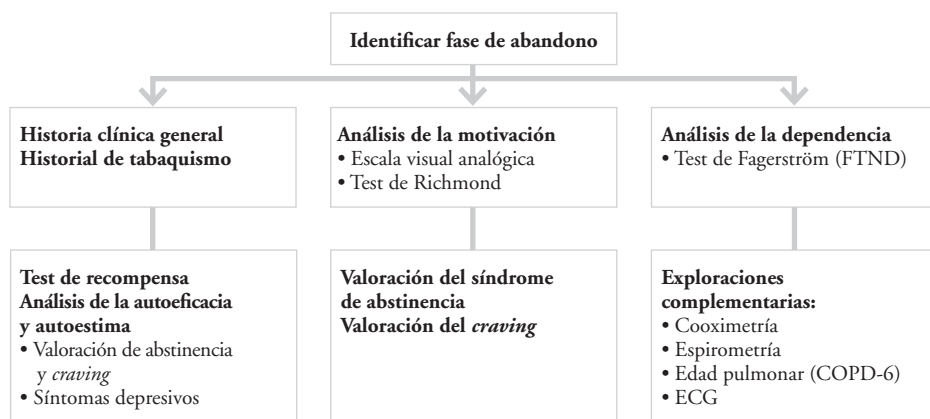 Identificar fase de abandono
Historia clínica general
Historial de tabaquismo
Análisis de la motivación
• Escala visual analógica
• Test de Richmond
Análisis de la dependencia
• Test de Fagerström (FTND)
Test de recompensa
Análisis de la autoeficacia
y autoestima
• Valoración de abstinencia
y craving
• Síntomas depresivos
Valoración del síndrome
de abstinencia
Valoración del craving
Exploraciones
complementarias:
• Cooximetría
• Espirometría
• Edad pulmonar (COPD-6)
• ECG